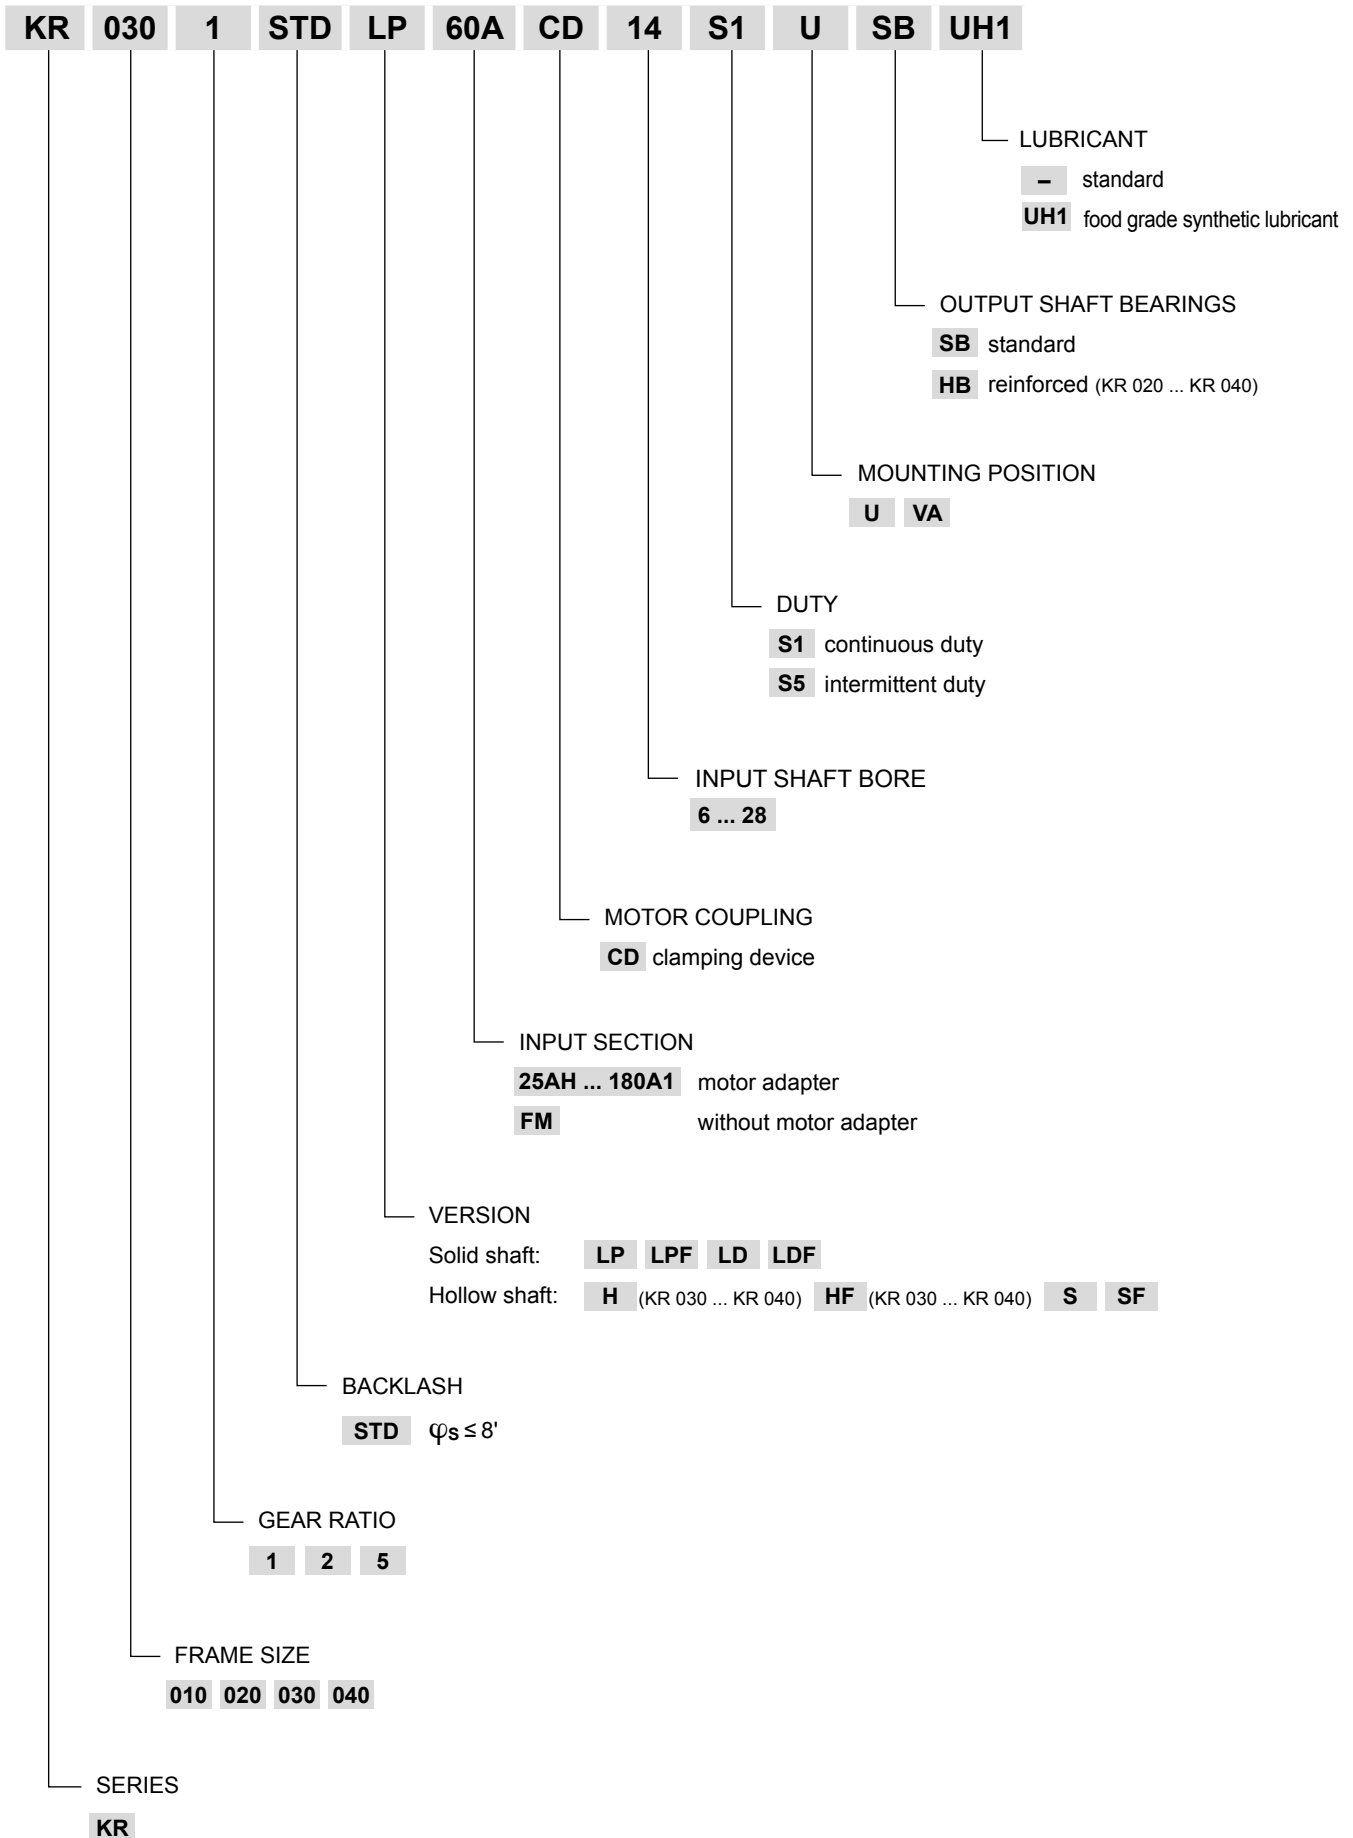 KR 030 1 STD LP 60A CD 14 S1 U SB UH1
LUBRICANT
– standard
UH1 food grade synthetic lubricant
OUTPUT SHAFT BEARINGS
SB standard
HB reinforced (KR 020 ... KR 040)
MOUNTING POSITION
U VA
DUTY
S1 continuous duty
S5 intermittent duty
INPUT SHAFT BORE
6 ... 28
MOTOR COUPLING
CD clamping device
INPUT SECTION
25AH ... 180A1 motor adapter
FM without motor adapter
VERSION
Solid shaft: LP LPF LD LDF
Hollow shaft: H (KR 030 ... KR 040) HF (KR 030 ... KR 040) S SF
BACKLASH
STD φs ≤ 8'
GEAR RATIO
1 2 5
FRAME SIZE
010 020 030 040
SERIES
KR